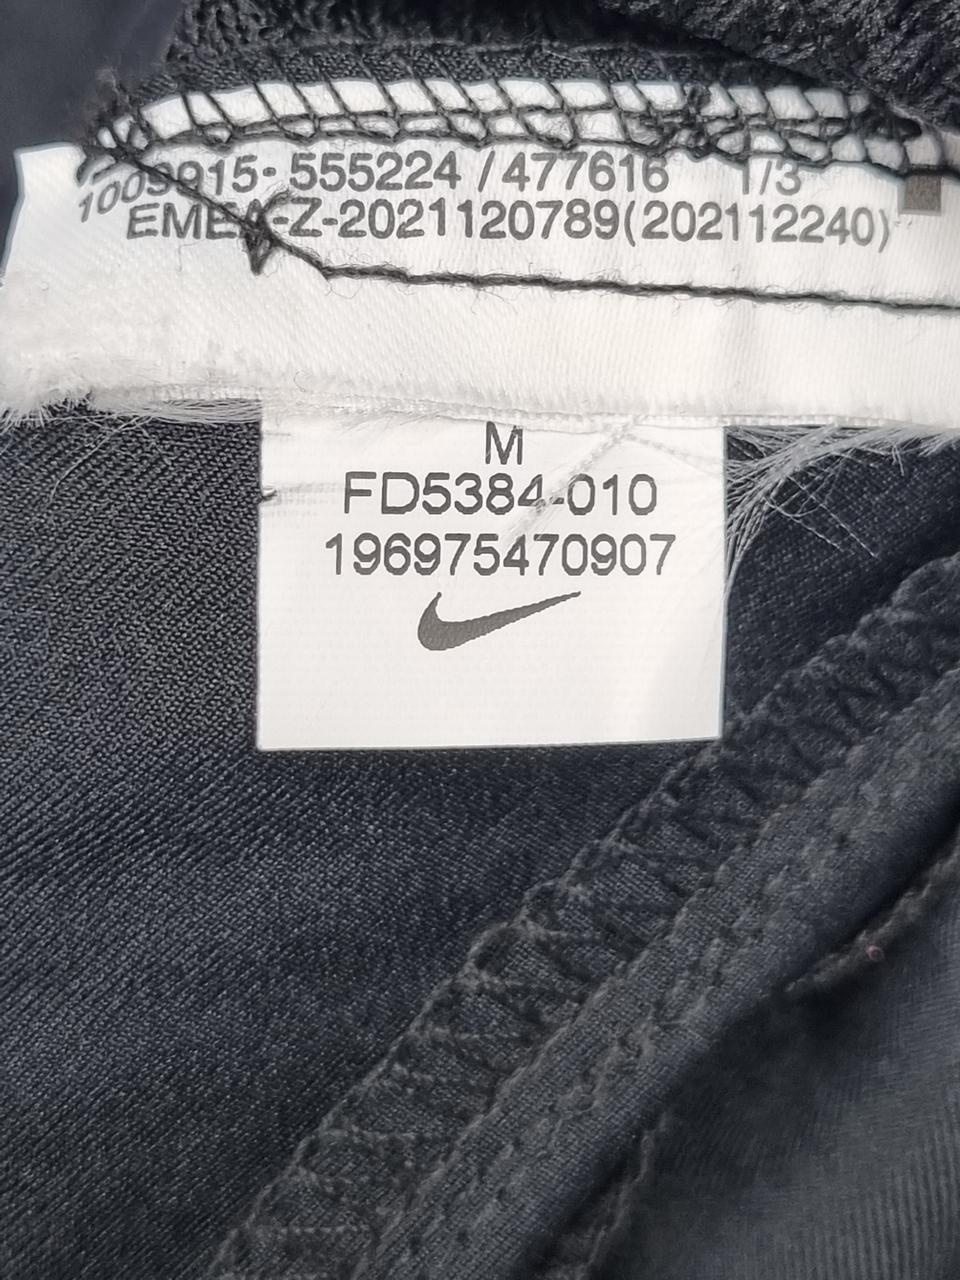 1009915- 555224 / 477616 1/3
EMEA-Z-2021120789(202112240)
M
FD5384-010
196975470907